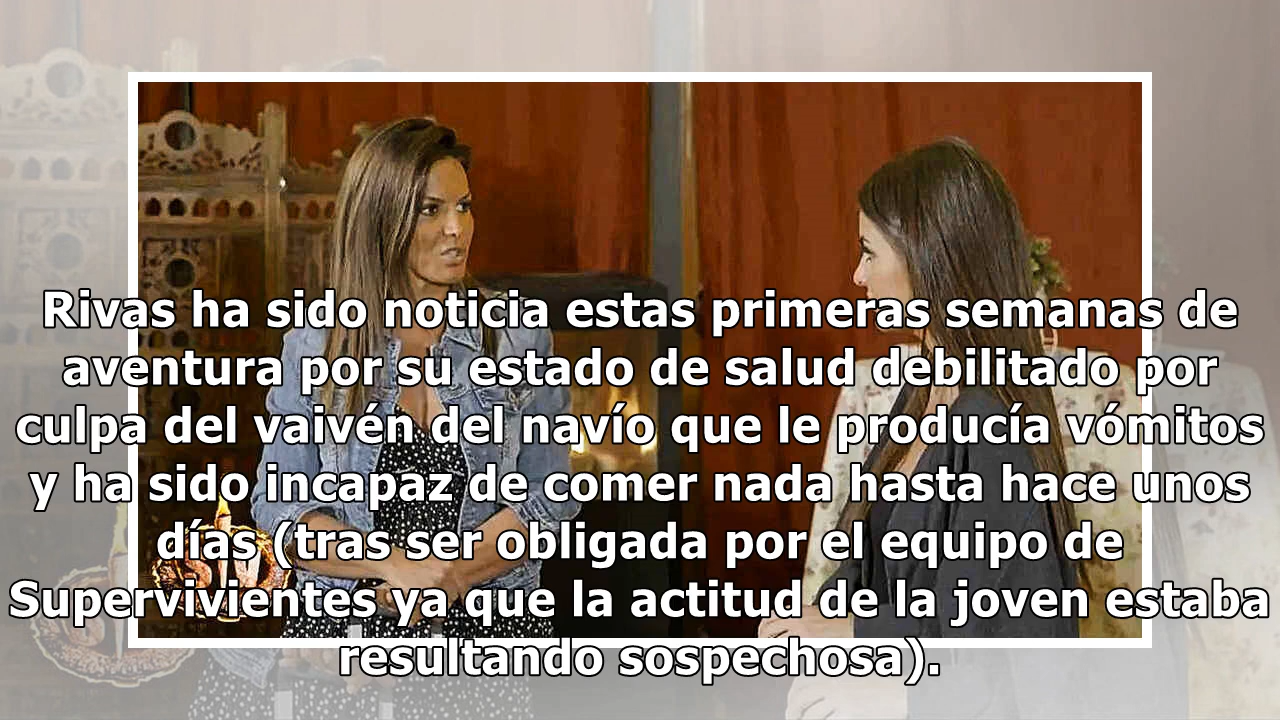 Rivas ha sido noticia estas primeras semanas de
aventura por su estado de salud debilitado por
culpa del vaivén del navío que le producía vómitos
y ha sido incapaz de comer nada hasta hace unos
días (tras ser obligada por el equipo de
Supervivientes ya que la actitud de la joven estaba
resultando sospechosa).